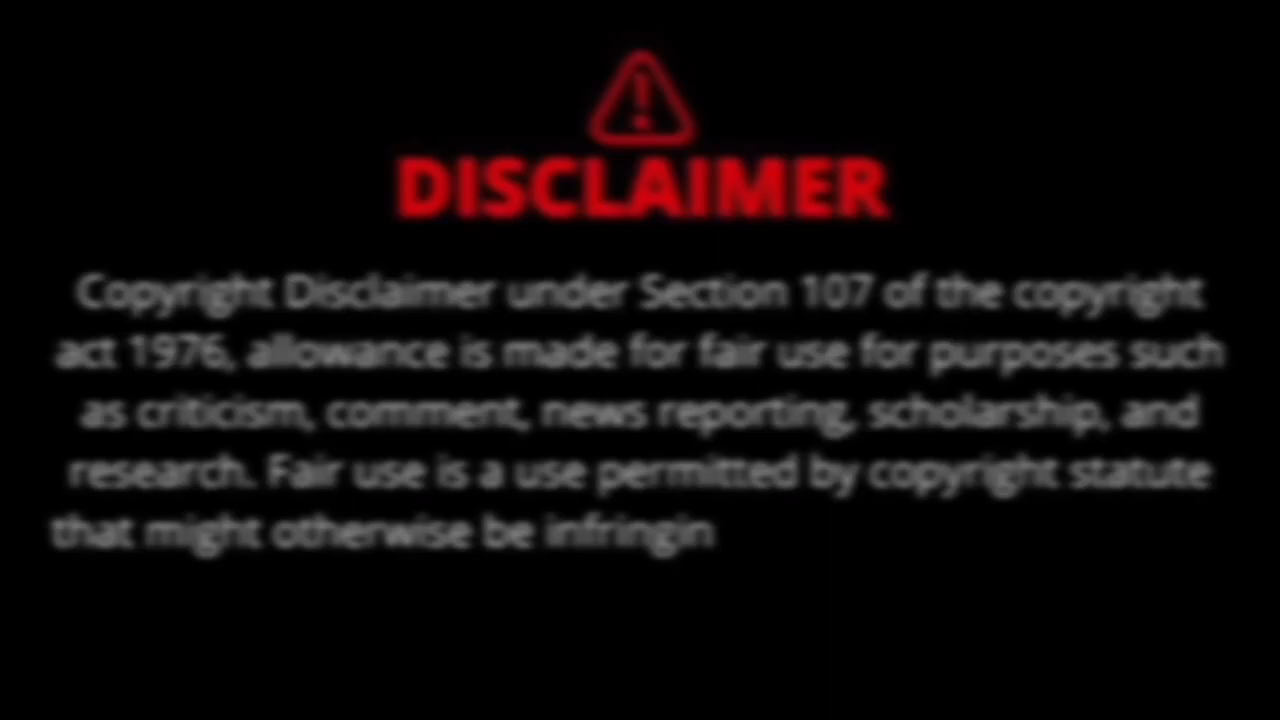 DISCLAIMER
Copyright Disclaimer under Section 107 of the copyright
act 1976, allowance is made for fair use for purposes such
as criticism, comment, news reporting, scholarship, and
research. Fair use is a use permitted by copyright statute
that might otherwise be infringin